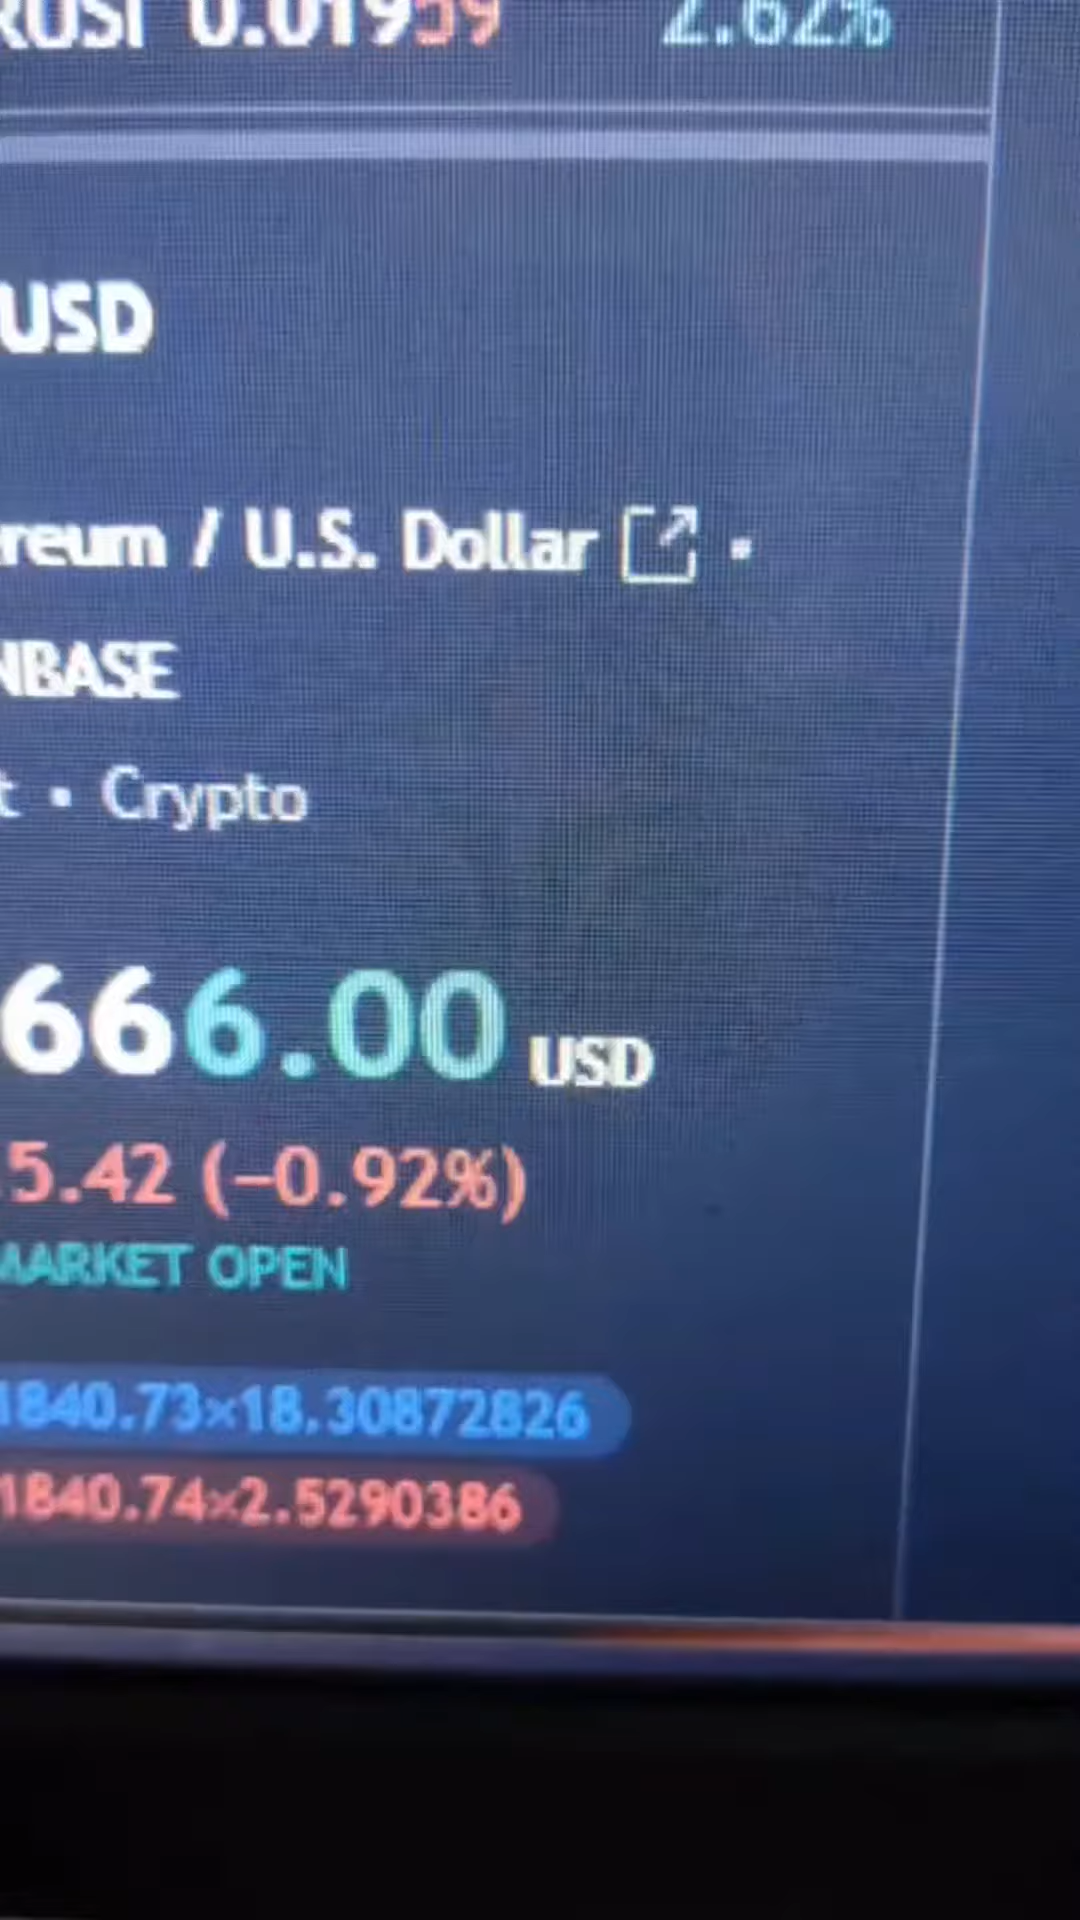 RUST 0.01959 2.62%
USD
reum / U.S. Dollar
NBASE
t • Crypto
666.00 USD
5.42 (−0.92%)
MARKET OPEN
1840.73×18.30872826
1840.74×2.5290386